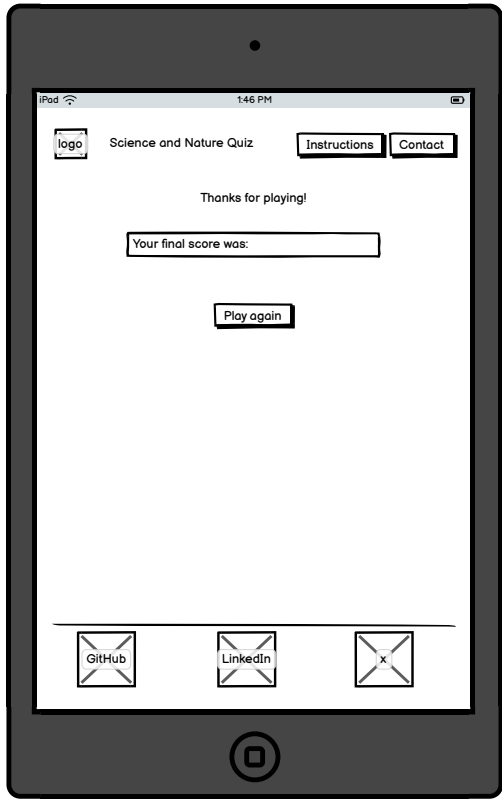 iPad 1:46 PM
logo Science and Nature Quiz Instructions Contact
Thanks for playing!
Your final score was:
Play again
GitHub LinkedIn x